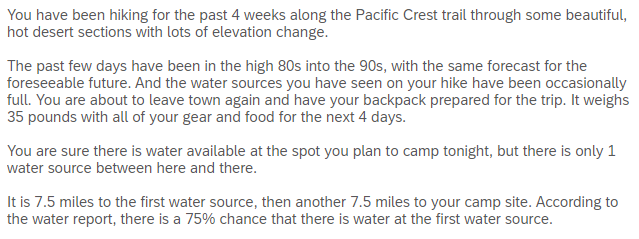 You have been hiking for the past 4 weeks along the Pacific Crest trail through some beautiful,
hot desert sections with lots of elevation change.
The past few days have been in the high 80s into the 90s, with the same forecast for the
foreseeable future. And the water sources you have seen on your hike have been occasionally
full. You are about to leave town again and have your backpack prepared for the trip. It weighs
35 pounds with all of your gear and food for the next 4 days.
You are sure there is water available at the spot you plan to camp tonight, but there is only 1
water source between here and there.
It is 7.5 miles to the first water source, then another 7.5 miles to your camp site. According to
the water report, there is a 75% chance that there is water at the first water source.